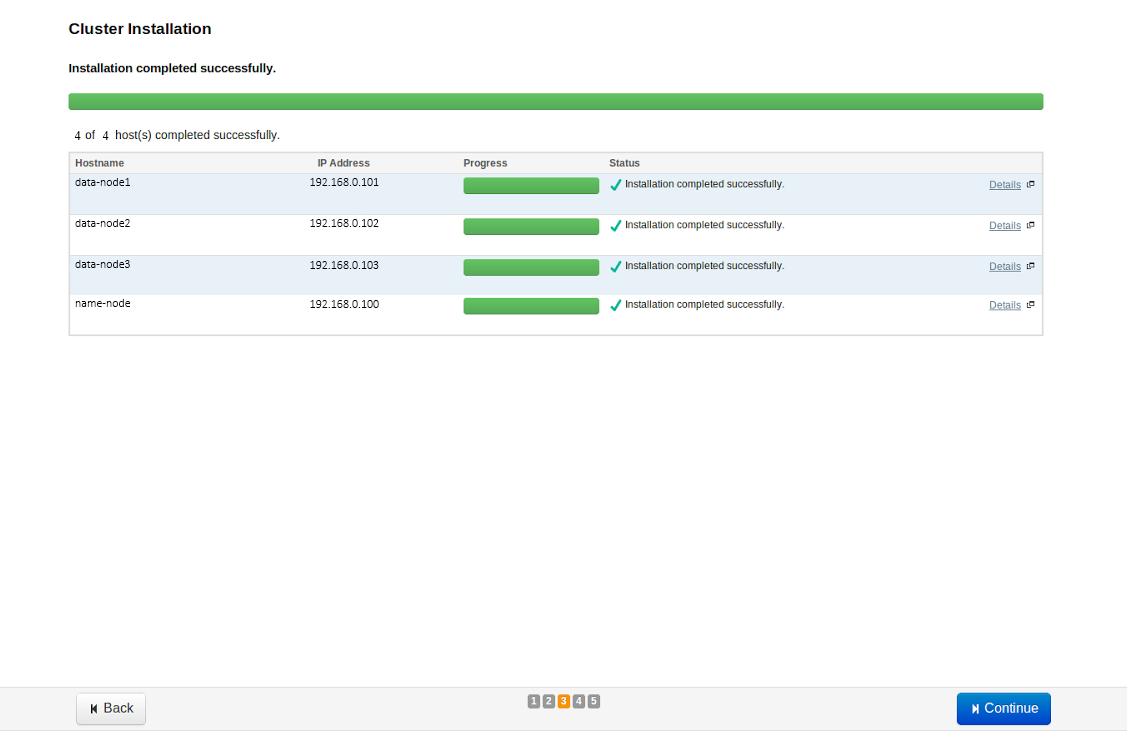 Cluster Installation
Installation completed successfully.
4 of 4 host(s) completed successfully.
Hostname IP Address Progress Status
data-node1 192.168.0.101 Installation completed successfully. Details
data-node2 192.168.0.102 Installation completed successfully. Details
data-node3 192.168.0.103 Installation completed successfully. Details
name-node 192.168.0.100 Installation completed successfully. Details
Back 1 2 3 4 5 Continue